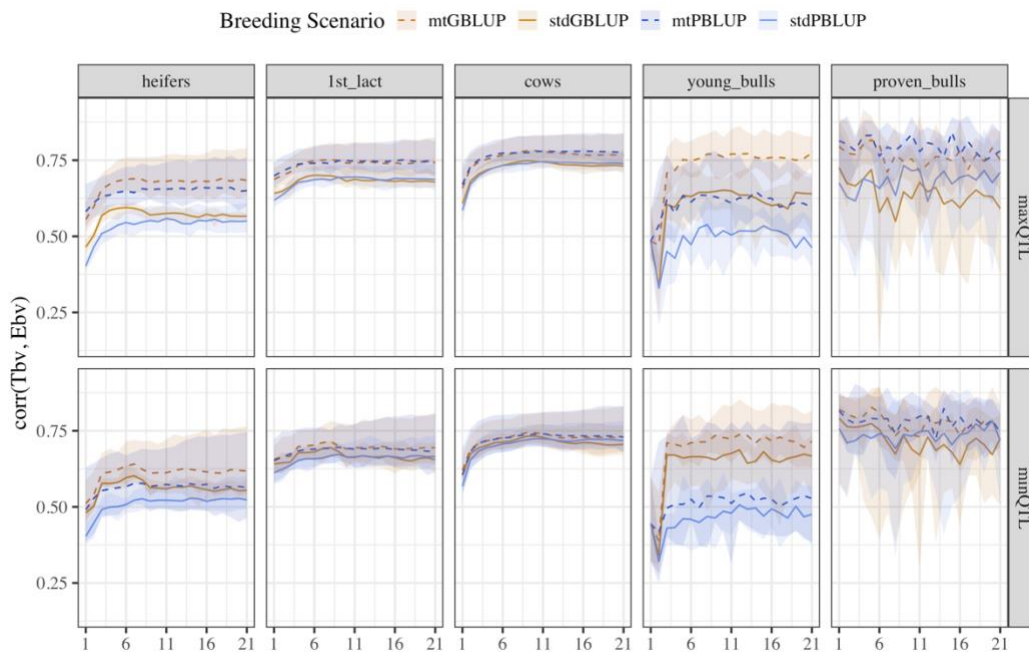 Breeding Scenario mtGBLUP stdGBLUP mtPBLUP stdPBLUP
heifers 1st_lact cows young_bulls proven_bulls
corr(Tbv, Ebv)
0.75
0.50
0.25
maxQTL
0.75
0.50
0.25
minQTL
1 6 11 16 21 1 6 11 16 21 1 6 11 16 21 1 6 11 16 21 1 6 11 16 21